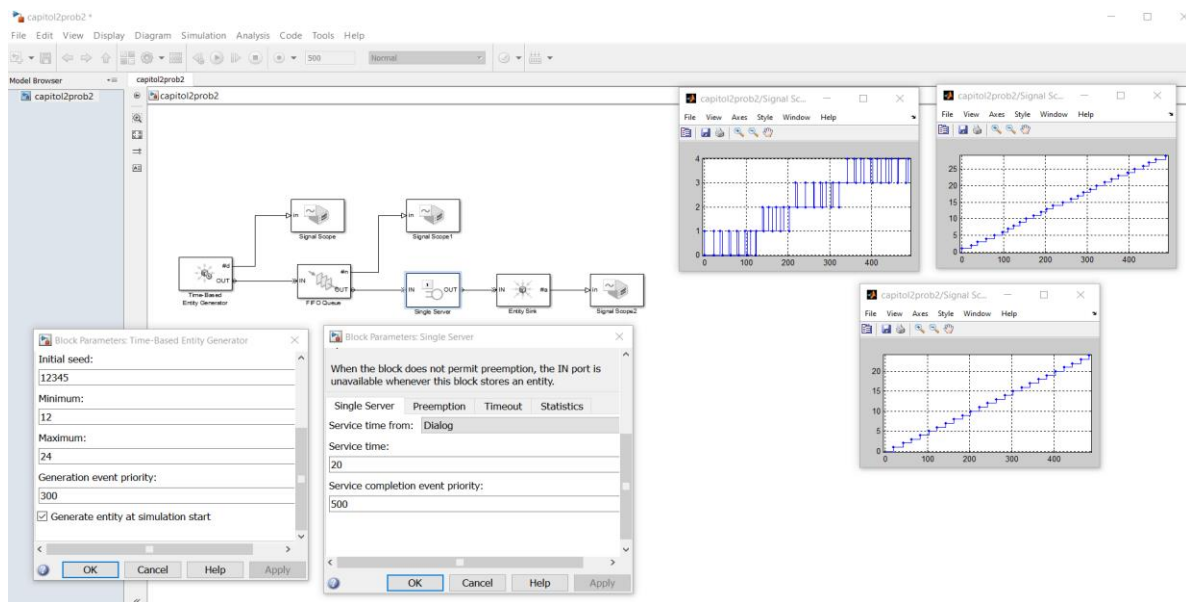 capitol2prob2 *
File Edit View Display Diagram Simulation Analysis Code Tools Help
500 Normal
Model Browser
capitol2prob2
capitol2prob2
capitol2prob2
in
Signal Scope
in
Signal Scope1
#d
OUT
Time-Based
Entity Generator
#n
IN
OUT
FIFO Queue
IN
OUT
Single Server
IN
#a
Entity Sink
in
Signal Scope2
capitol2prob2/Signal Sc...
File View Axes Style Window Help
4
3
2
1
0
0 100 200 300 400
capitol2prob2/Signal Sc...
File View Axes Style Window Help
25
20
15
10
5
0
0 100 200 300 400
capitol2prob2/Signal Sc...
File View Axes Style Window Help
20
15
10
5
0
0 100 200 300 400
Block Parameters: Time-Based Entity Generator
Initial seed:
12345
Minimum:
12
Maximum:
24
Generation event priority:
300
Generate entity at simulation start
OK Cancel Help Apply
Block Parameters: Single Server
When the block does not permit preemption, the IN port is
unavailable whenever this block stores an entity.
Single Server Preemption Timeout Statistics
Service time from: Dialog
Service time:
20
Service completion event priority:
500
OK Cancel Help Apply